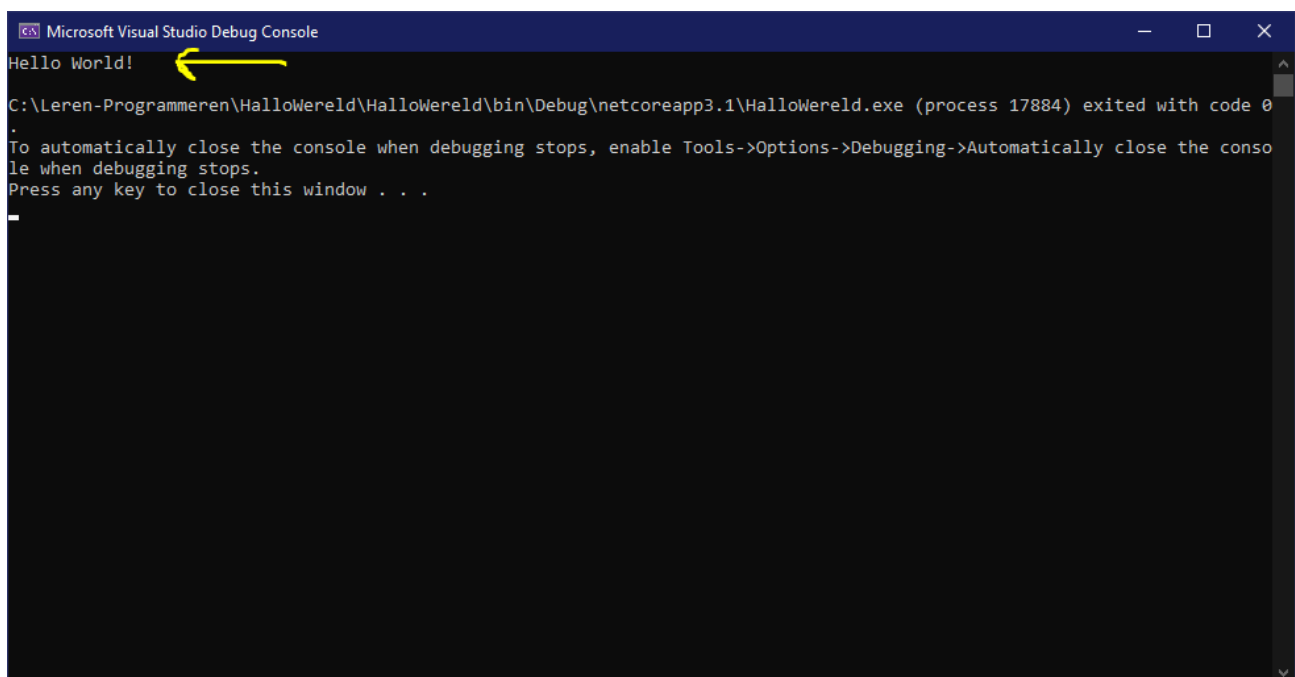 Microsoft Visual Studio Debug Console
Hello World!
C:\Leren-Programmeren\HalloWereld\HalloWereld\bin\Debug\netcoreapp3.1\HalloWereld.exe (process 17884) exited with code 0
.
To automatically close the console when debugging stops, enable Tools->Options->Debugging->Automatically close the conso
le when debugging stops.
Press any key to close this window . . .